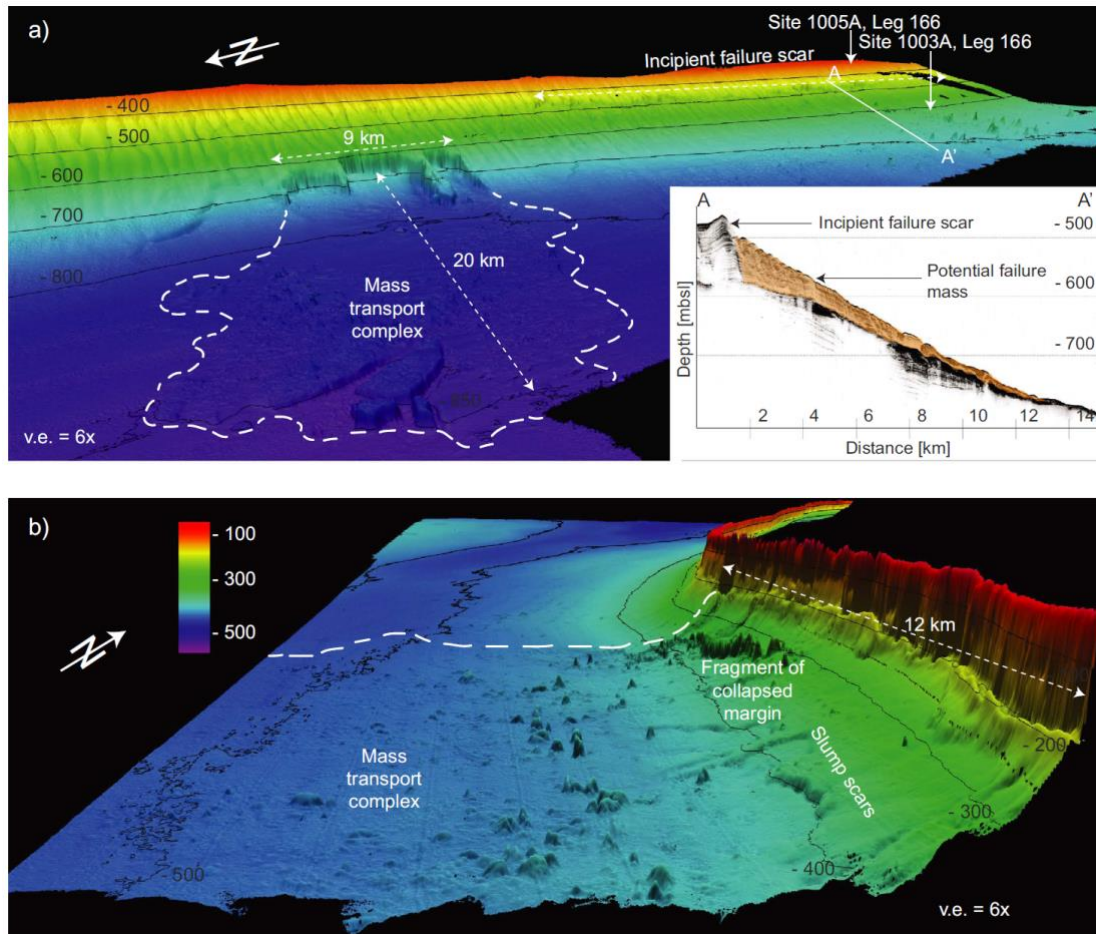 a)
N
Site 1005A, Leg 166
Site 1003A, Leg 166
Incipient failure scar
A
A'
- 400
- 500
- 600
- 700
- 800
9 km
20 km
Mass
transport
complex
- 850
v.e. = 6x
A
A'
Incipient failure scar
Potential failure
mass
- 500
- 600
- 700
Depth [mbsl]
2 4 6 8 10 12 14
Distance [km]
b)
- 100
- 300
- 500
N
12 km
Fragment of
collapsed
margin
Slump scars
Mass
transport
complex
- 200
- 300
- 400
- 500
v.e. = 6x